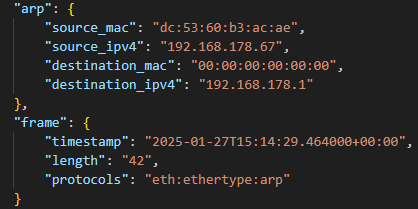 "arp": {
    "source_mac": "dc:53:60:b3:ac:ae",
    "source_ipv4": "192.168.178.67",
    "destination_mac": "00:00:00:00:00:00",
    "destination_ipv4": "192.168.178.1"
},
"frame": {
    "timestamp": "2025-01-27T15:14:29.464000+00:00",
    "length": "42",
    "protocols": "eth:ethertype:arp"
}